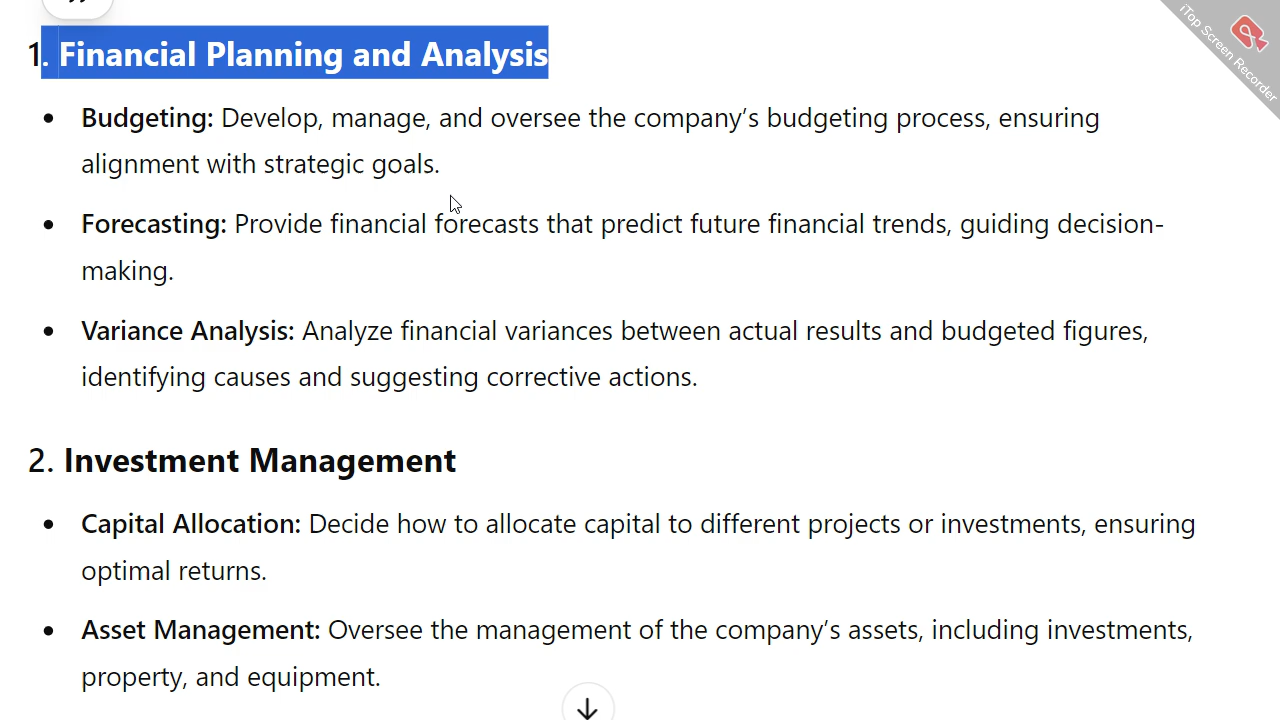 1. Financial Planning and Analysis
iTop Screen Recorder
• Budgeting: Develop, manage, and oversee the company’s budgeting process, ensuring
alignment with strategic goals.
• Forecasting: Provide financial forecasts that predict future financial trends, guiding decision-
making.
• Variance Analysis: Analyze financial variances between actual results and budgeted figures,
identifying causes and suggesting corrective actions.
2. Investment Management
• Capital Allocation: Decide how to allocate capital to different projects or investments, ensuring
optimal returns.
• Asset Management: Oversee the management of the company’s assets, including investments,
property, and equipment.